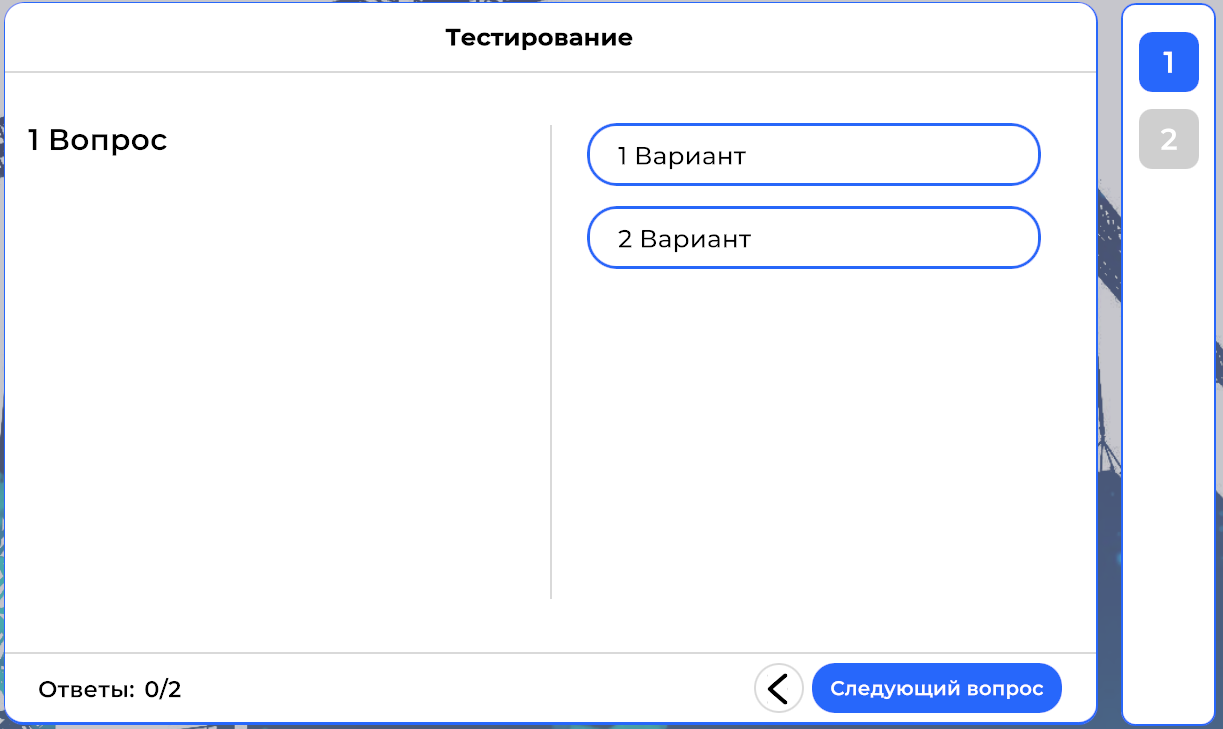 Тестирование
1 Вопрос
1 Вариант
2 Вариант
Ответы: 0/2
Следующий вопрос
1
2